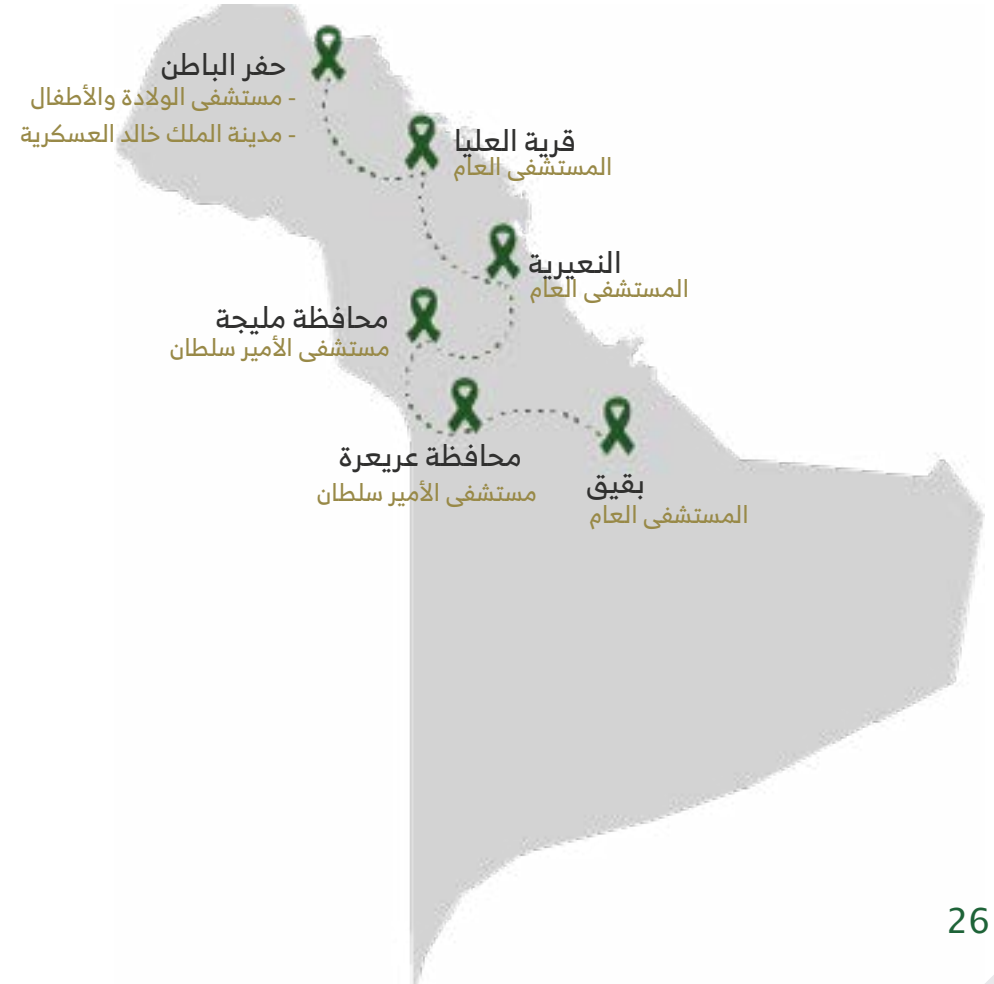 حفر الباطن
- مستشفى الولادة والأطفال
- مدينة الملك خالد العسكرية
قرية العليا
المستشفى العام
النعيرية
المستشفى العام
محافظة مليجة
مستشفى الأمير سلطان
محافظة عريعرة
مستشفى الأمير سلطان
بقيق
المستشفى العام
26